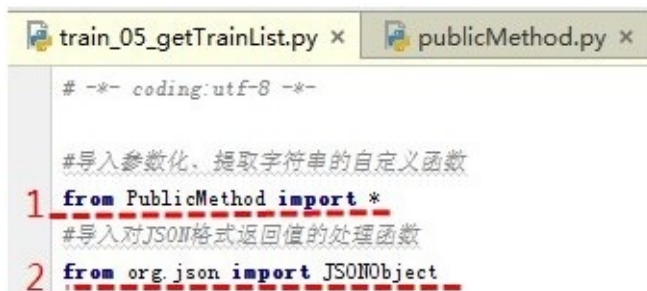 train_05_getTrainList.py × publicMethod.py ×
# -*- coding:utf-8 -*-
#导入参数化、提取字符串的自定义函数
1 from PublicMethod import *
#导入对JSON格式返回值的处理函数
2 from org.json import JSONObject